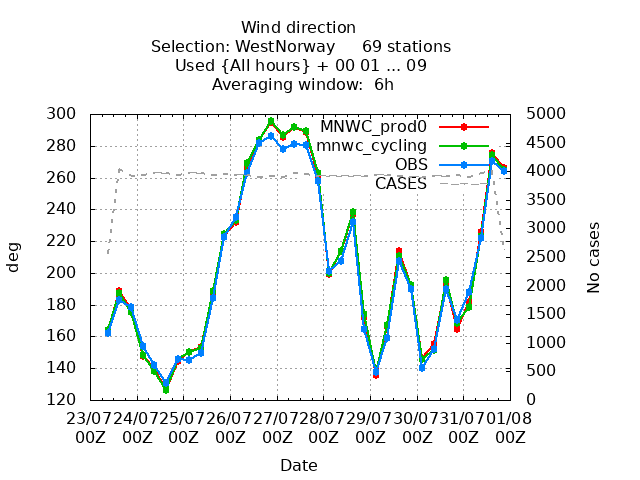 Wind direction
Selection: WestNorway 69 stations
Used {All hours} + 00 01 ... 09
Averaging window: 6h
300
280
260
240
220
200
180
160
140
120
5000
4500
4000
3500
3000
2500
2000
1500
1000
500
0
MNWC_prod0
mnwc_cycling
OBS
CASES
deg
No cases
23/07 24/07 25/07 26/07 27/07 28/07 29/07 30/07 31/07 01/08
00Z 00Z 00Z 00Z 00Z 00Z 00Z 00Z 00Z 00Z
Date